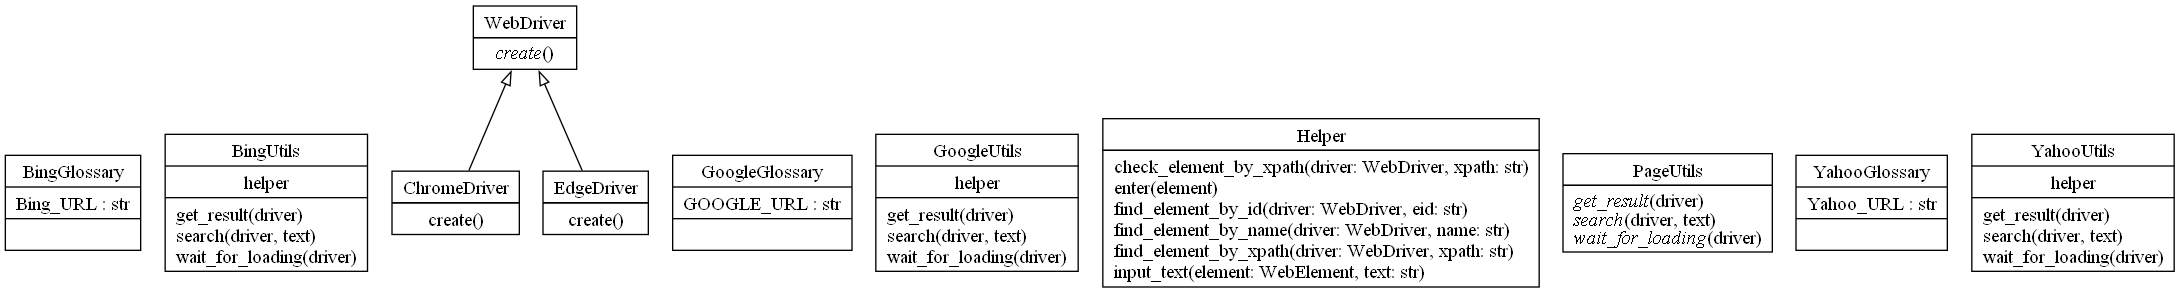 WebDriver
create()
BingGlossary
Bing_URL : str
BingUtils
helper
get_result(driver)
search(driver, text)
wait_for_loading(driver)
ChromeDriver
create()
EdgeDriver
create()
GoogleGlossary
GOOGLE_URL : str
GoogleUtils
helper
get_result(driver)
search(driver, text)
wait_for_loading(driver)
Helper
check_element_by_xpath(driver: WebDriver, xpath: str)
enter(element)
find_element_by_id(driver: WebDriver, eid: str)
find_element_by_name(driver: WebDriver, name: str)
find_element_by_xpath(driver: WebDriver, xpath: str)
input_text(element: WebElement, text: str)
PageUtils
get_result(driver)
search(driver, text)
wait_for_loading(driver)
YahooGlossary
Yahoo_URL : str
YahooUtils
helper
get_result(driver)
search(driver, text)
wait_for_loading(driver)